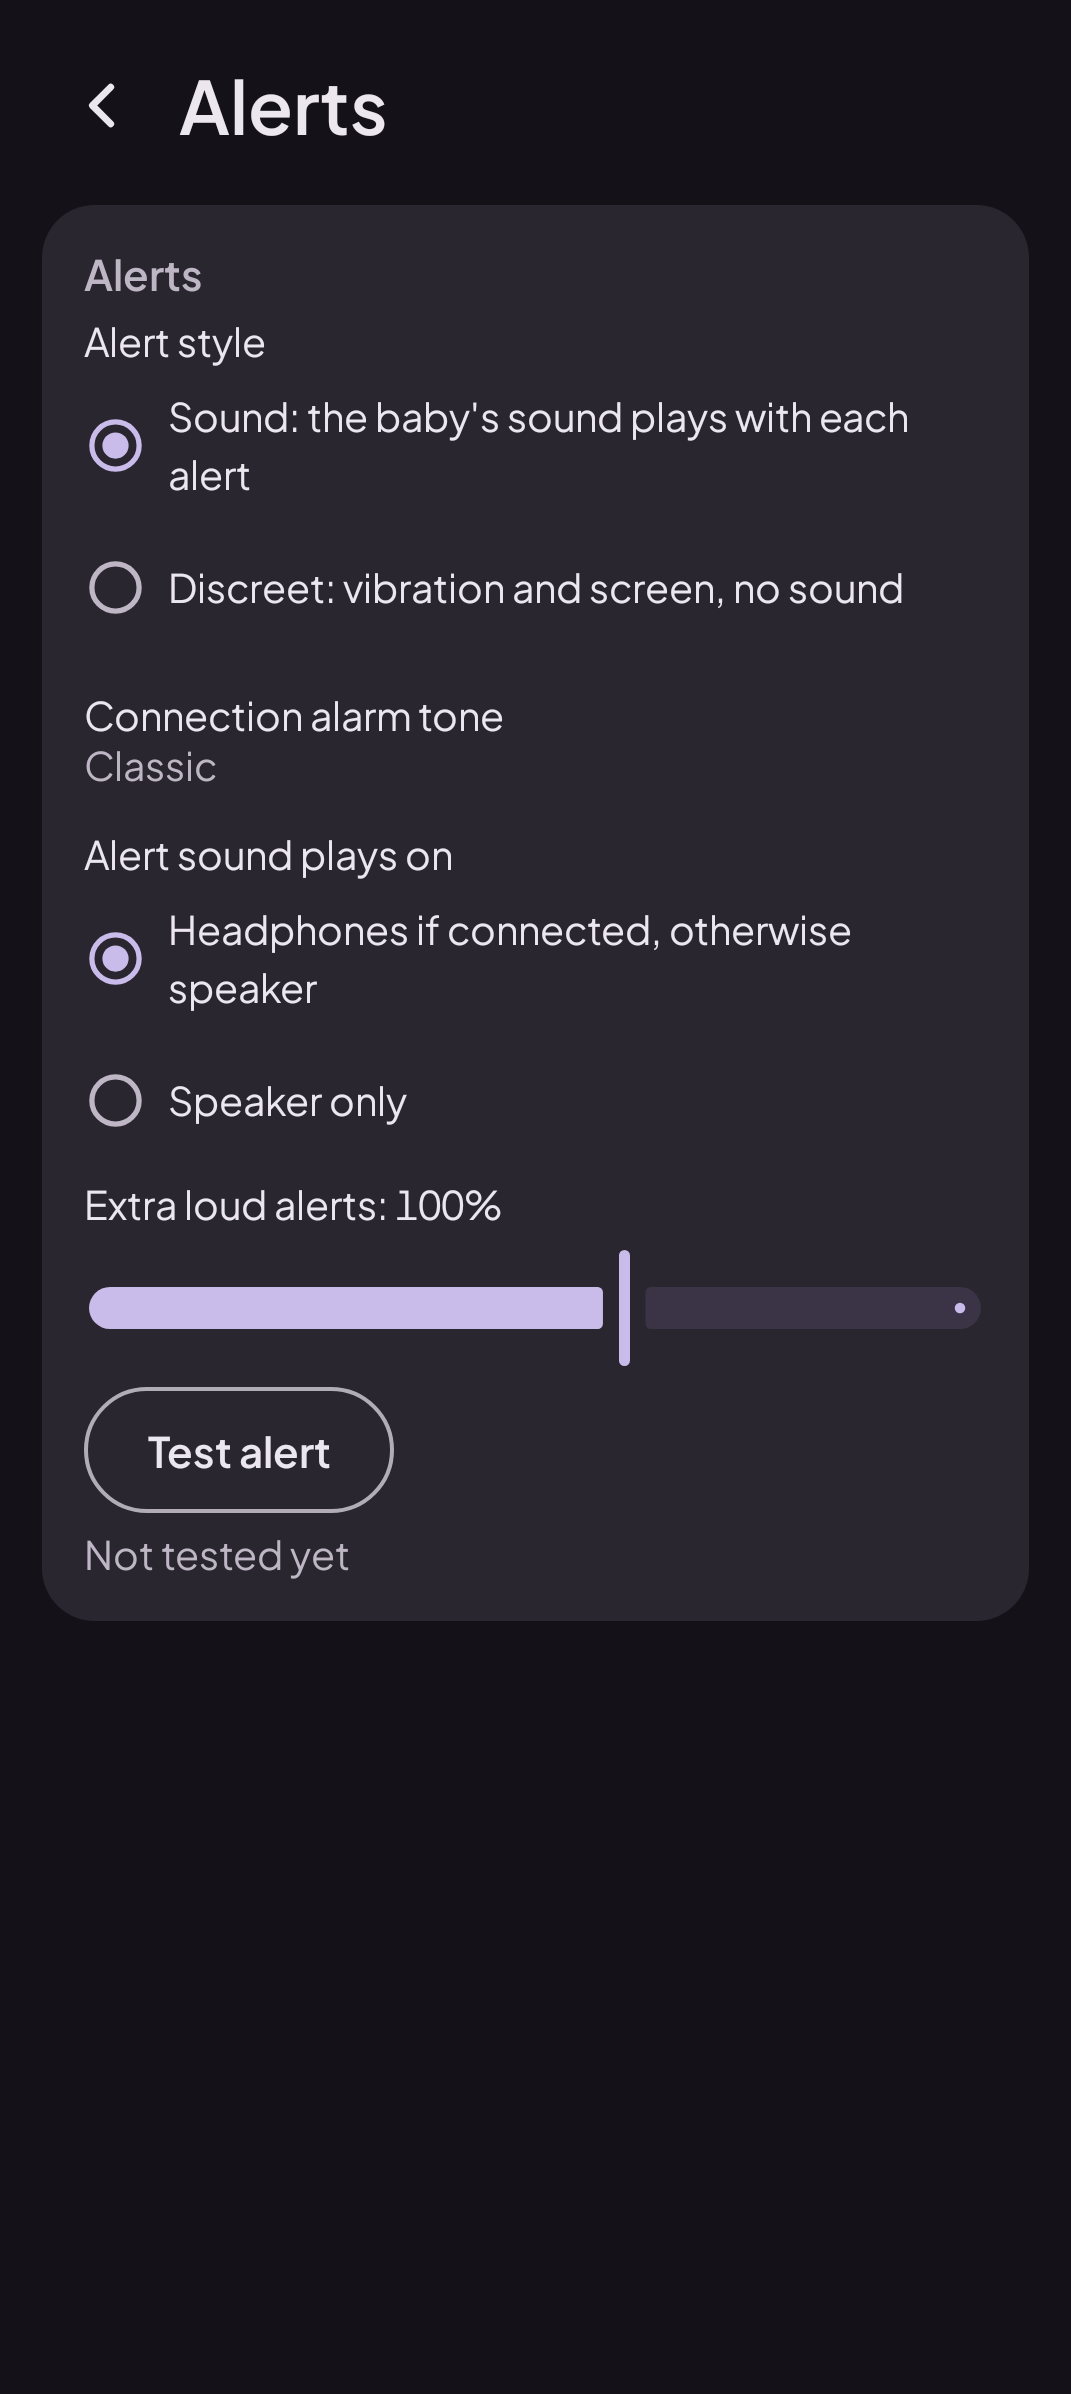 Alerts
Alerts
Alert style
Sound: the baby's sound plays with each
alert
Discreet: vibration and screen, no sound
Connection alarm tone
Classic
Alert sound plays on
Headphones if connected, otherwise
speaker
Speaker only
Extra loud alerts: 100%
Test alert
Not tested yet